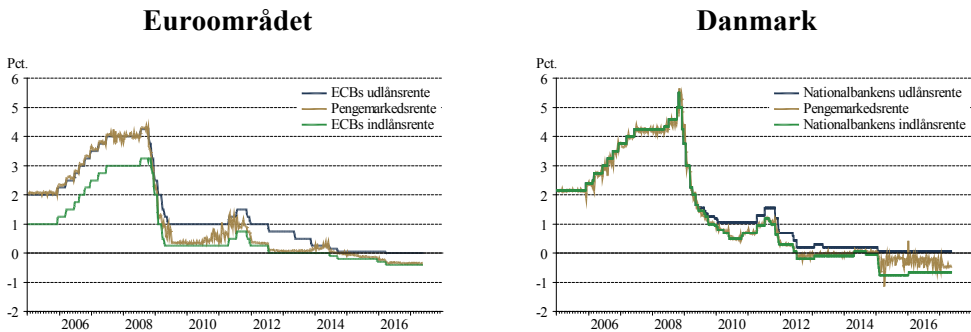 Euroområdet
Pct.
6
5
4
3
2
1
0
-1
-2
ECBs udlånsrente
Pengemarkedsrente
ECBs indlånsrente
2006 2008 2010 2012 2014 2016
Danmark
Pct.
6
5
4
3
2
1
0
-1
-2
Nationalbankens udlånsrente
Pengemarkedsrente
Nationalbankens indlånsrente
2006 2008 2010 2012 2014 2016